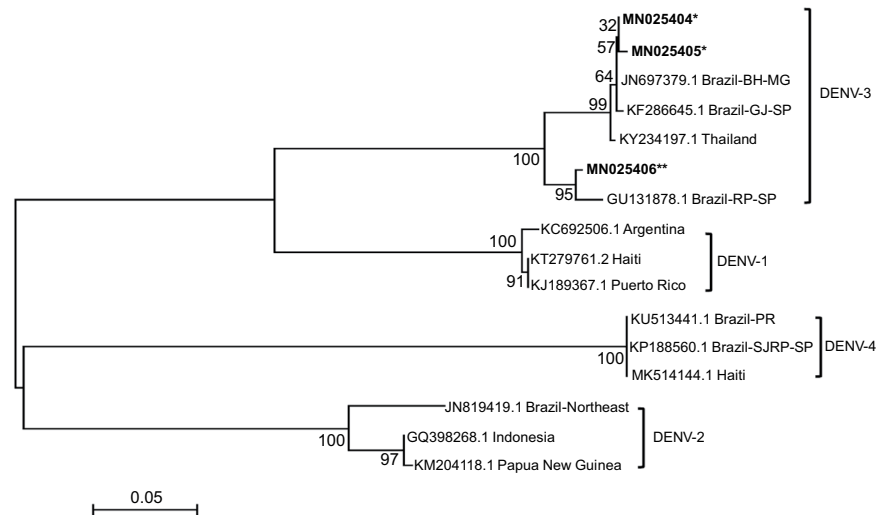 32
MN025404*
57
MN025405*
64
JN697379.1 Brazil-BH-MG
DENV-3
99
KF286645.1 Brazil-GJ-SP
KY234197.1 Thailand
100
MN025406**
95
GU131878.1 Brazil-RP-SP
100
KC692506.1 Argentina
KT279761.2 Haiti
DENV-1
91
KJ189367.1 Puerto Rico
KU513441.1 Brazil-PR
KP188560.1 Brazil-SJRP-SP
DENV-4
100
MK514144.1 Haiti
JN819419.1 Brazil-Northeast
100
GQ398268.1 Indonesia
DENV-2
97
KM204118.1 Papua New Guinea
0.05